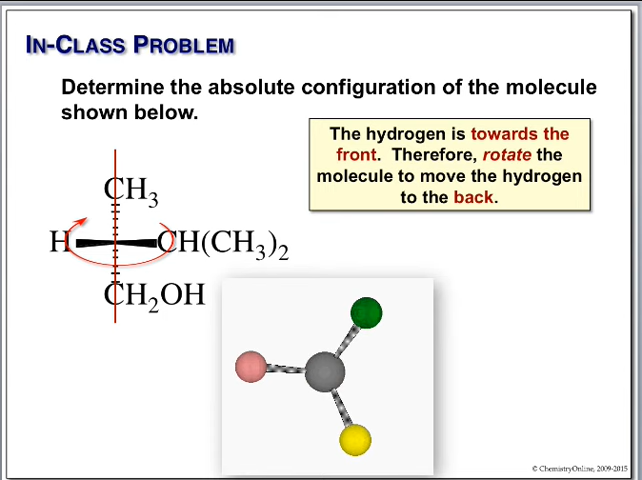 IN-CLASS PROBLEM
Determine the absolute configuration of the molecule
shown below.
The hydrogen is towards the
front. Therefore, rotate the
molecule to move the hydrogen
to the back.
CH3
H CH(CH3)2
CH2OH
© ChemistryOnline, 2009-2015